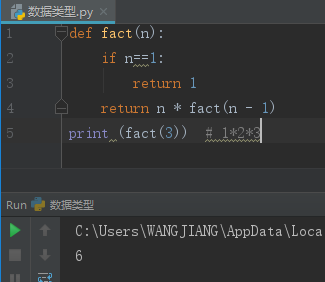 数据类型.py ×
1 def fact(n):
2 if n==1:
3 return 1
4 return n * fact(n - 1)
5 print (fact(3)) # 1*2*3
Run 数据类型
C:\Users\WANGJIANG\AppData\Loca
6